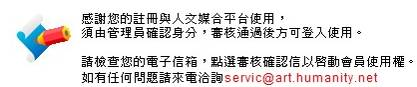 感謝您的註冊與人交媒合平台使用，
須由管理員確認身分，審核通過後方可登入使用。
請檢查您的電子信箱，點選審核確認信以啓動會員使用權。
如有任何問題請來電洽詢servic@art.humanity.net